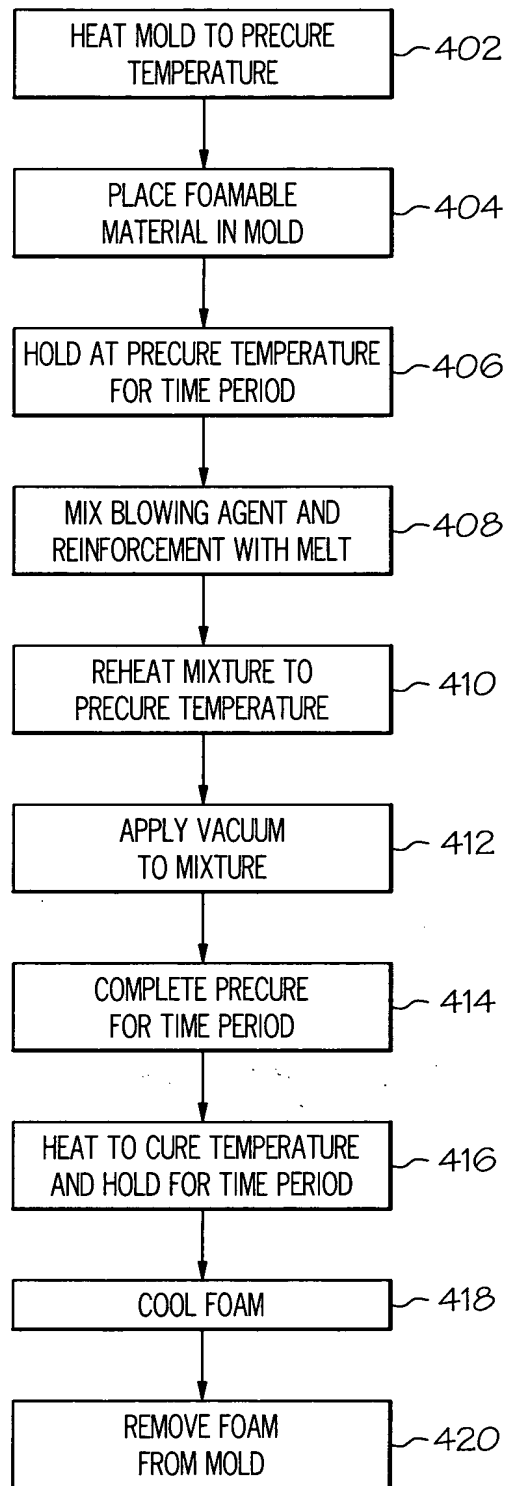 HEAT MOLD TO PRECURE
TEMPERATURE
402
PLACE FOAMABLE
MATERIAL IN MOLD
404
HOLD AT PRECURE TEMPERATURE
FOR TIME PERIOD
406
MIX BLOWING AGENT AND
REINFORCEMENT WITH MELT
408
REHEAT MIXTURE TO
PRECURE TEMPERATURE
410
APPLY VACUUM
TO MIXTURE
412
COMPLETE PRECURE
FOR TIME PERIOD
414
HEAT TO CURE TEMPERATURE
AND HOLD FOR TIME PERIOD
416
COOL FOAM
418
REMOVE FOAM
FROM MOLD
420